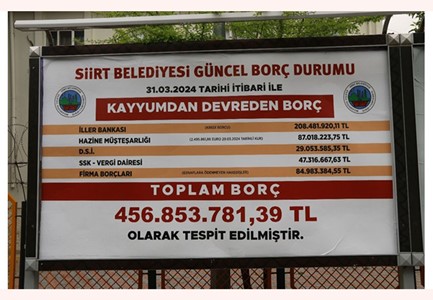 SİİRT BELEDİYESİ GÜNCEL BORÇ DURUMU
31.03.2024 TARİHİ İTİBARİ İLE
KAYYUMDAN DEVREDEN BORÇ
İLLER BANKASI 208.481.920,11 TL
HAZİNE MÜSTEŞARLIĞI 87.018.223,75 TL
D.S.İ. 29.053.585,35 TL
SSK - VERGİ DAİRESİ 47.316.667,63 TL
FİRMA BORÇLARI 84.983.384,55 TL
TOPLAM BORÇ
456.853.781,39 TL
OLARAK TESPİT EDİLMİŞTİR.